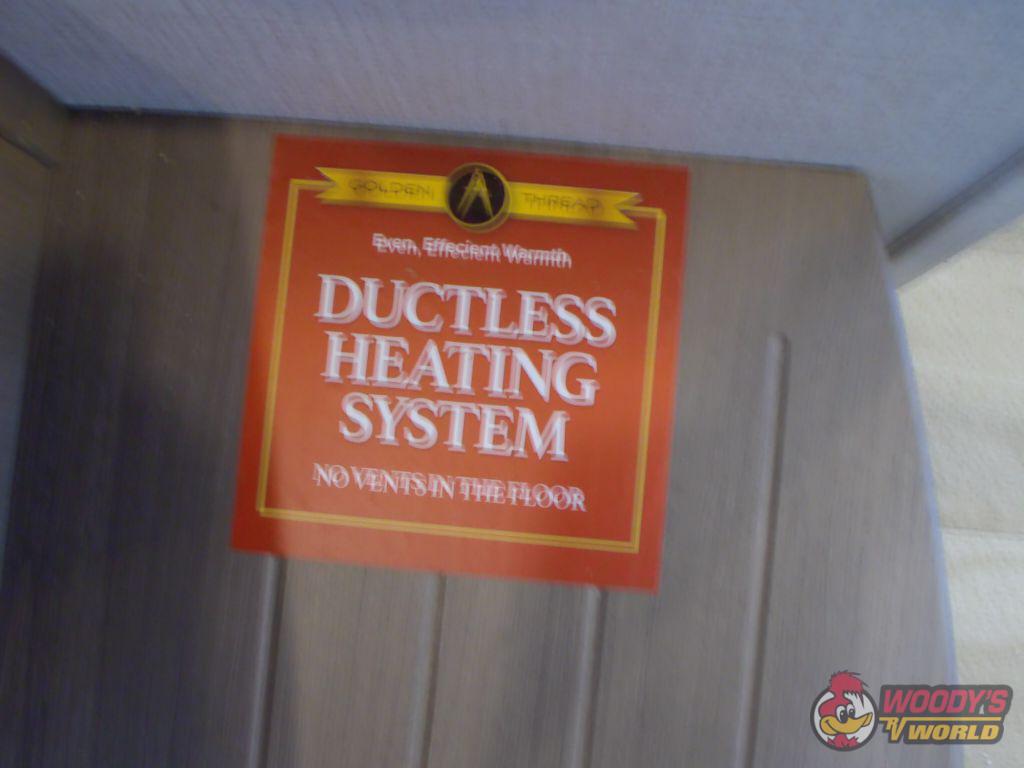 GOLDEN A THREAD
Even, Effecient Warmth
DUCTLESS
HEATING
SYSTEM
NO VENTS IN THE FLOOR
WOODY'S
RV WORLD